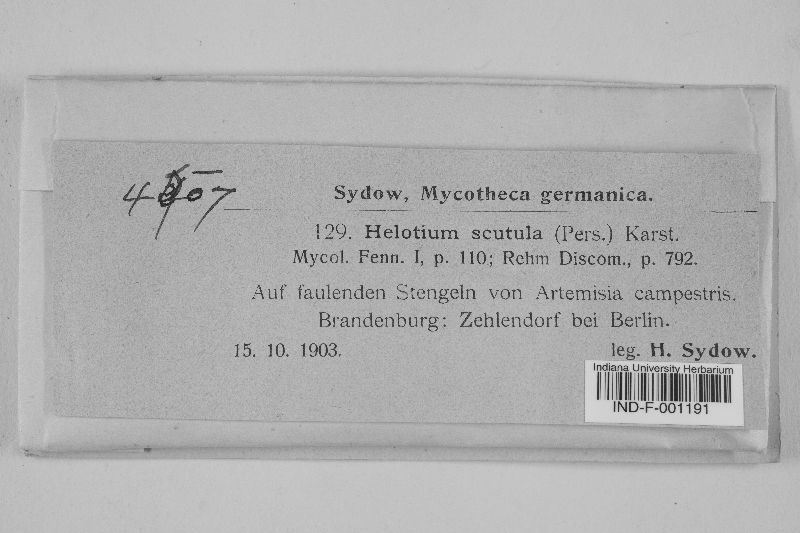 Sydow, Mycotheca germanica.
129. Helotium scutula (Pers.) Karst.
Mycol. Fenn. I, p. 110; Rehm Discom., p. 792.
Auf faulenden Stengeln von Artemisia campestris.
Brandenburg: Zehlendorf bei Berlin.
15. 10. 1903. leg. H. Sydow.
Indiana University Herbarium
IND-F-001191